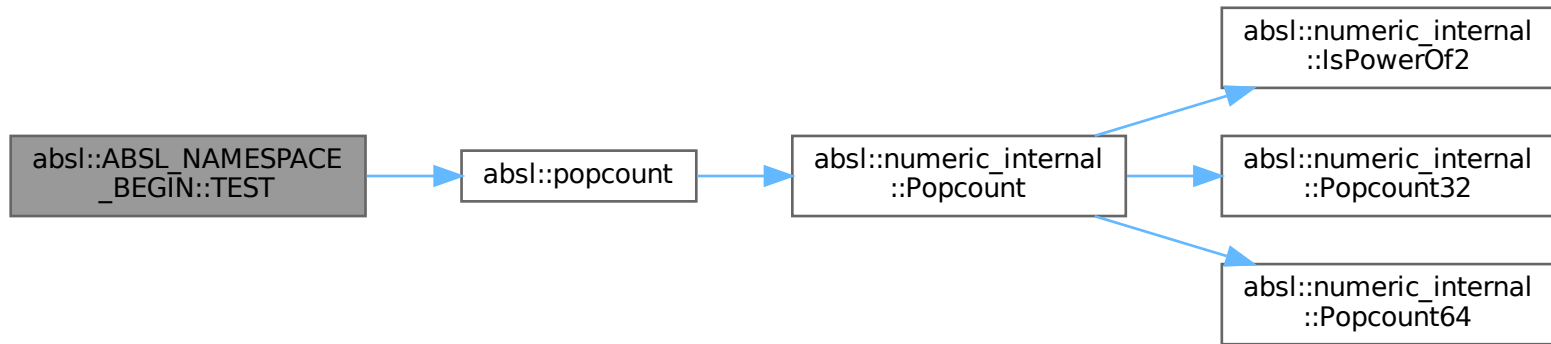 absl::ABSL_NAMESPACE
_BEGIN::TEST
absl::popcount
absl::numeric_internal
::Popcount
absl::numeric_internal
::IsPowerOf2
absl::numeric_internal
::Popcount32
absl::numeric_internal
::Popcount64